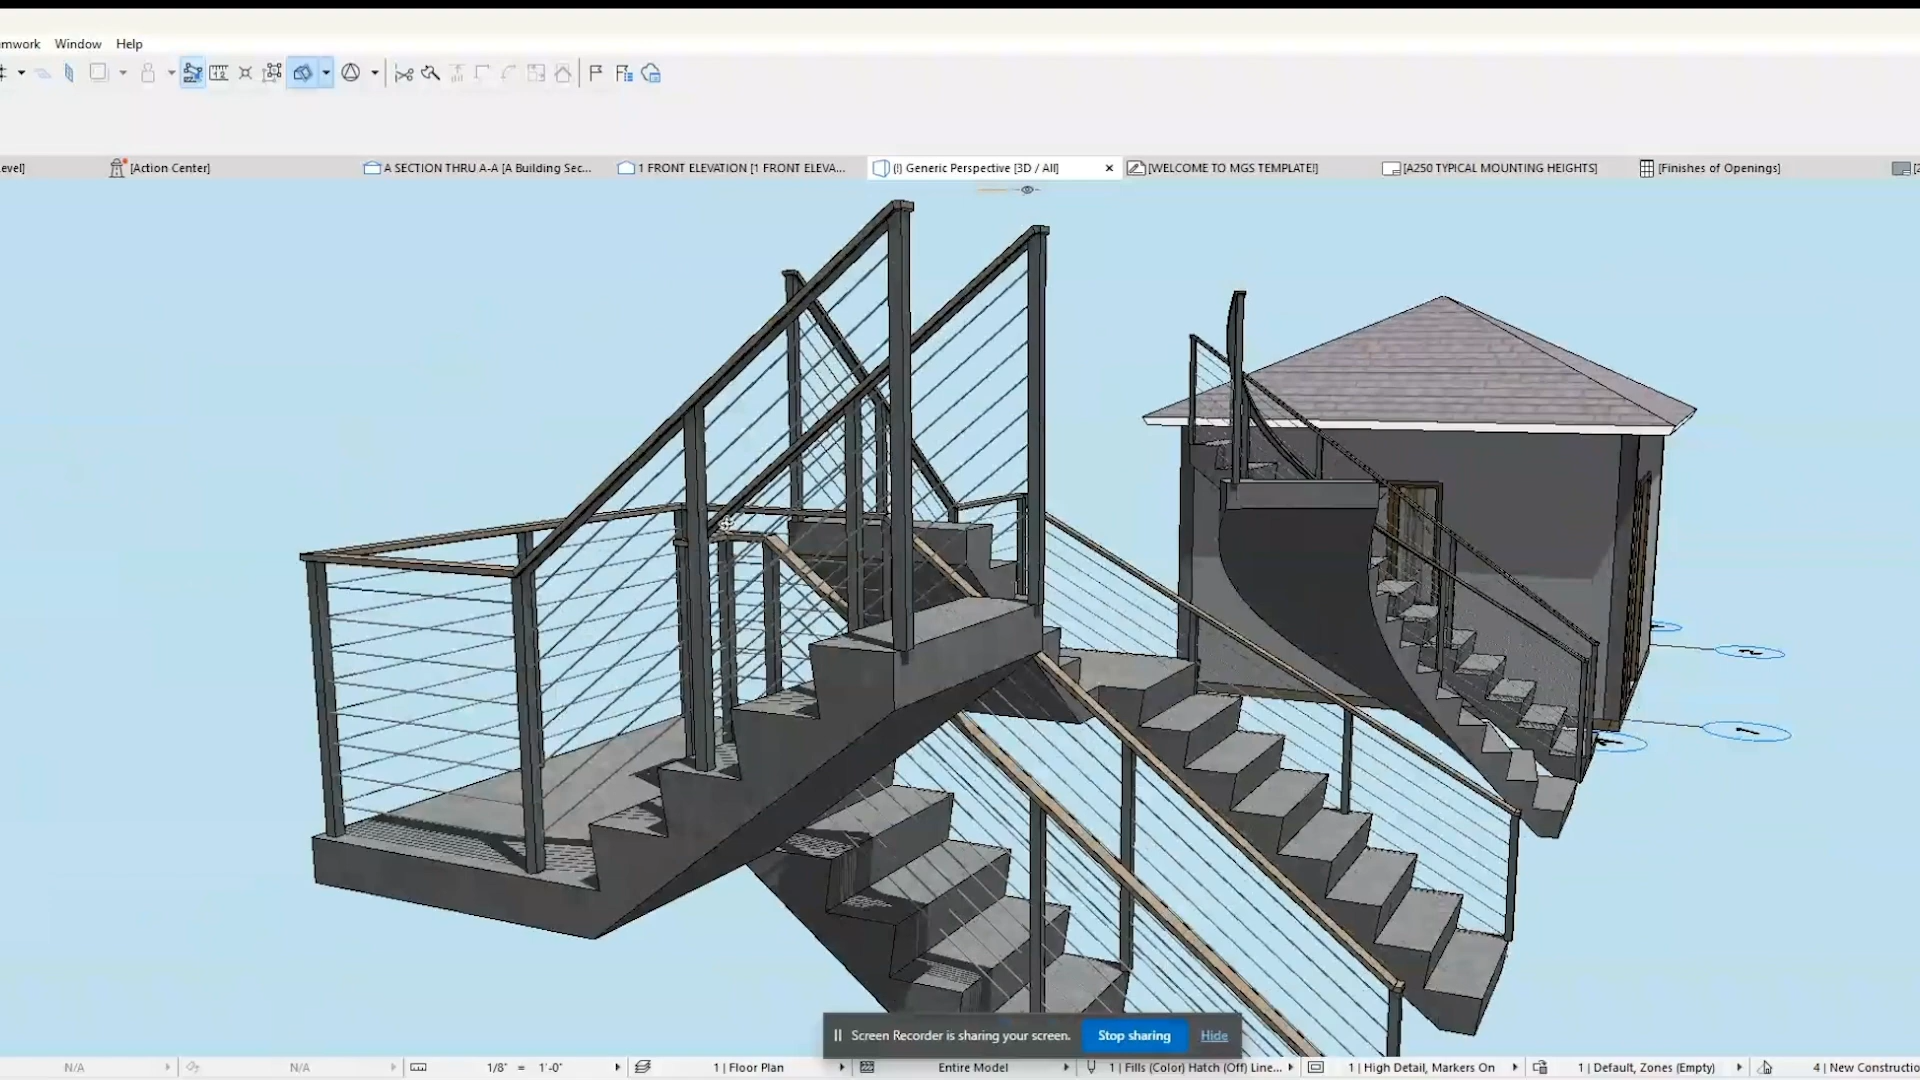 mwork Window Help
evel] [Action Center] A SECTION THRU A-A [A Building Sec... 1 FRONT ELEVATION [1 FRONT ELEVA... (!) Generic Perspective [3D / All] [WELCOME TO MGS TEMPLATE!] [A250 TYPICAL MOUNTING HEIGHTS] [Finishes of Openings]
Screen Recorder is sharing your screen. Stop sharing Hide
N/A N/A 1/8" = 1'-0" 1 | Floor Plan Entire Model 1 | Fills (Color) Hatch (Off) Line... 1 | High Detail, Markers On 1 | Default, Zones (Empty) 4 | New Constructio